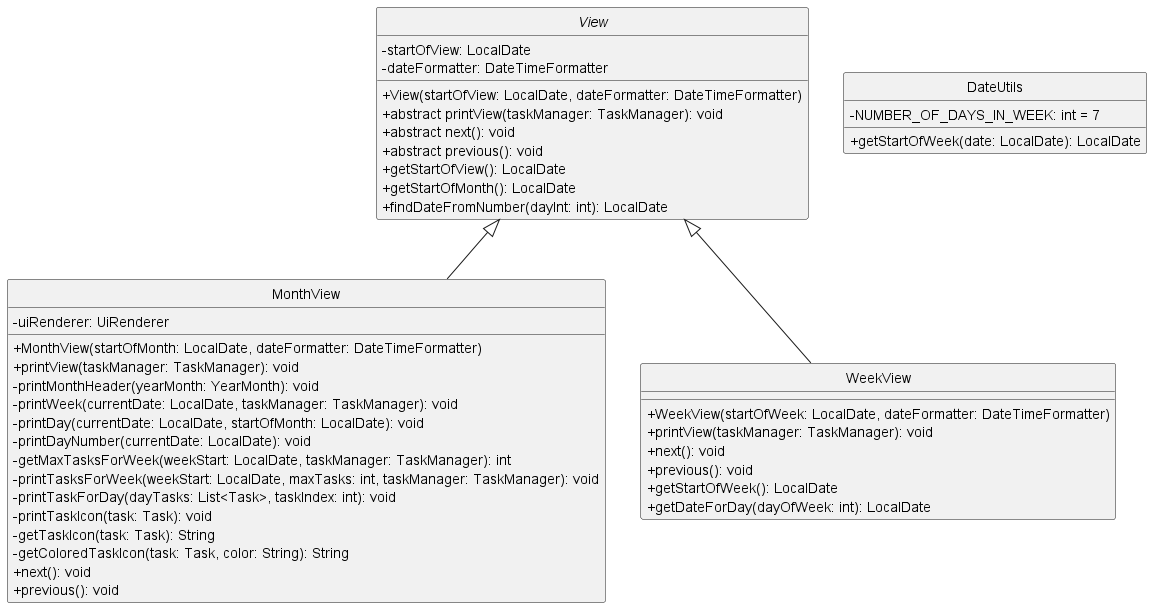 View
-startOfView: LocalDate
-dateFormatter: DateTimeFormatter
+View(startOfView: LocalDate, dateFormatter: DateTimeFormatter)
+abstract printView(taskManager: TaskManager): void
+abstract next(): void
+abstract previous(): void
+getStartOfView(): LocalDate
+getStartOfMonth(): LocalDate
+findDateFromNumber(dayInt: int): LocalDate
DateUtils
-NUMBER_OF_DAYS_IN_WEEK: int = 7
+getStartOfWeek(date: LocalDate): LocalDate
MonthView
-uiRenderer: UiRenderer
+MonthView(startOfMonth: LocalDate, dateFormatter: DateTimeFormatter)
+printView(taskManager: TaskManager): void
-printMonthHeader(yearMonth: YearMonth): void
-printWeek(currentDate: LocalDate, taskManager: TaskManager): void
-printDay(currentDate: LocalDate, startOfMonth: LocalDate): void
-printDayNumber(currentDate: LocalDate): void
-getMaxTasksForWeek(weekStart: LocalDate, taskManager: TaskManager): int
-printTasksForWeek(weekStart: LocalDate, maxTasks: int, taskManager: TaskManager): void
-printTaskForDay(dayTasks: List<Task>, taskIndex: int): void
-printTaskIcon(task: Task): void
-getTaskIcon(task: Task): String
-getColoredTaskIcon(task: Task, color: String): String
+next(): void
+previous(): void
WeekView
+WeekView(startOfWeek: LocalDate, dateFormatter: DateTimeFormatter)
+printView(taskManager: TaskManager): void
+next(): void
+previous(): void
+getStartOfWeek(): LocalDate
+getDateForDay(dayOfWeek: int): LocalDate